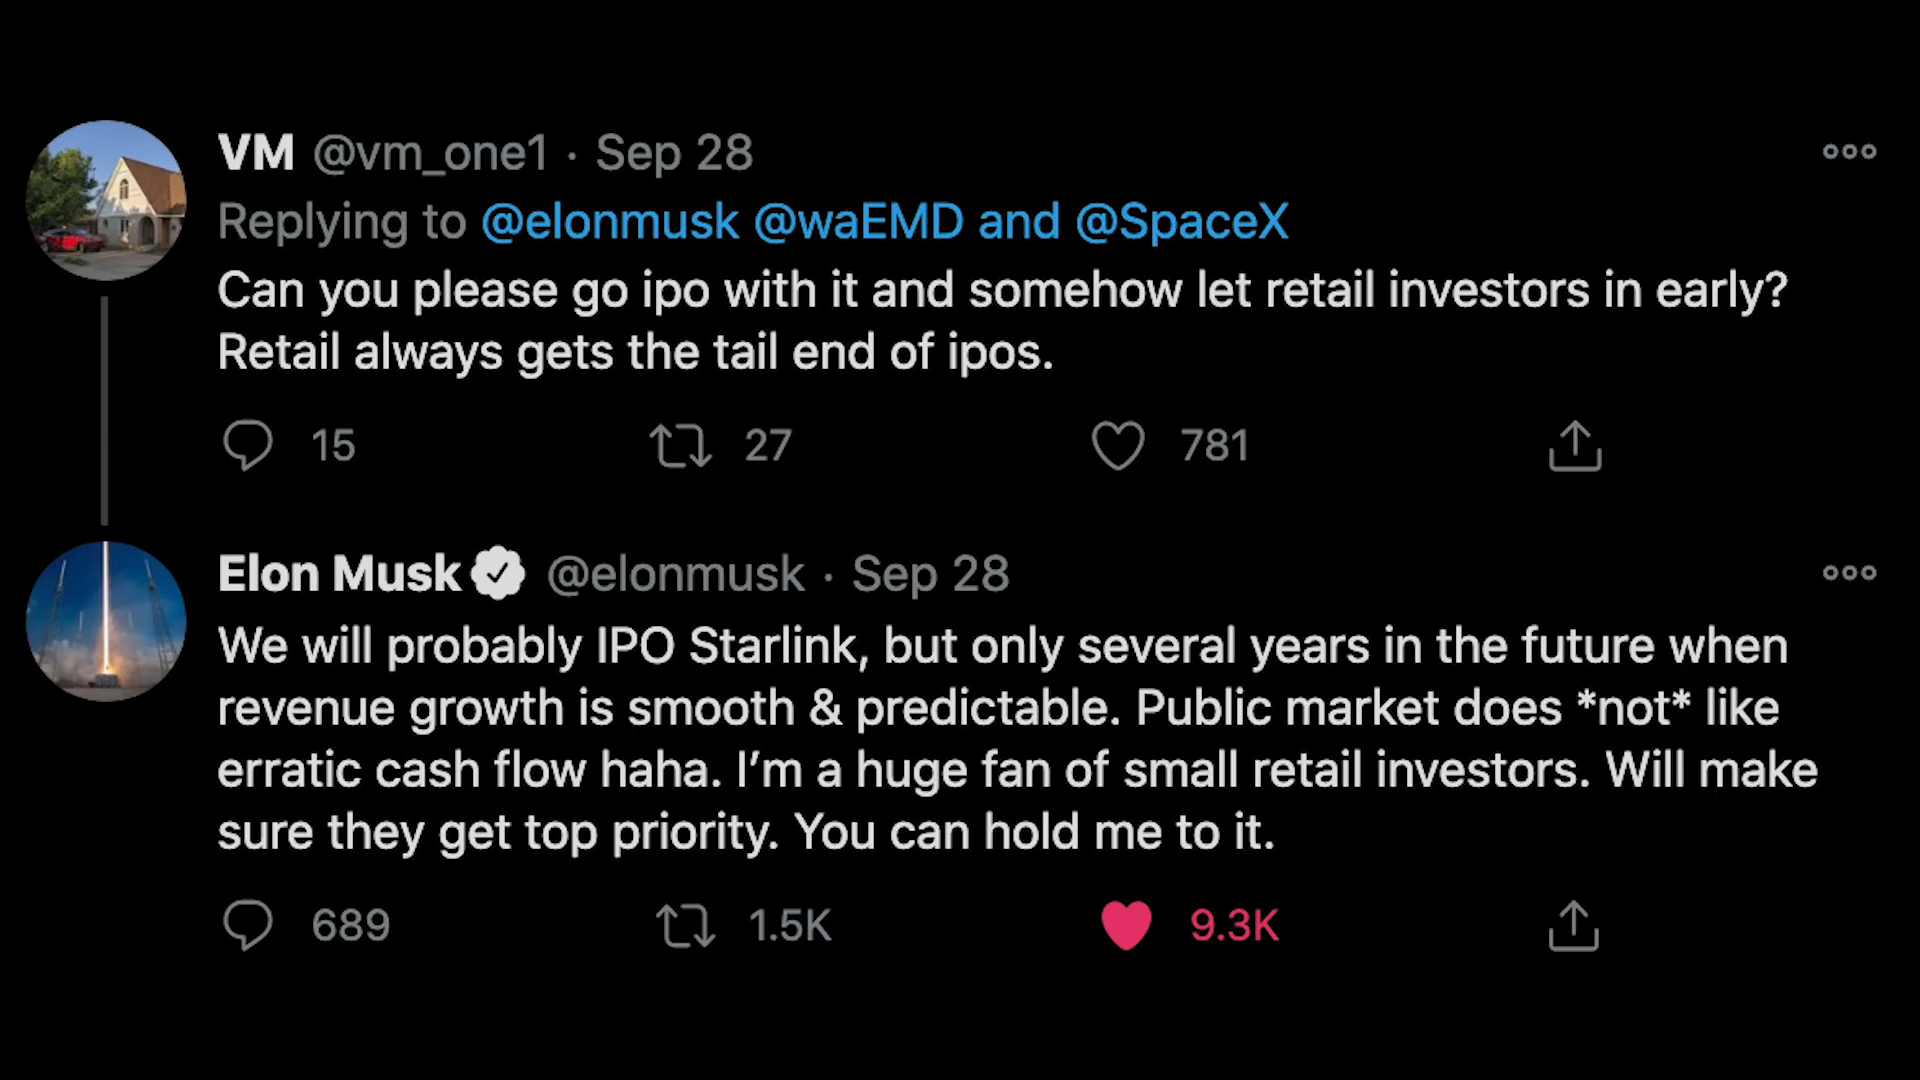 VM @vm_one1 · Sep 28
Replying to @elonmusk @waEMD and @SpaceX
Can you please go ipo with it and somehow let retail investors in early?
Retail always gets the tail end of ipos.
15 27 781
Elon Musk @elonmusk · Sep 28
We will probably IPO Starlink, but only several years in the future when
revenue growth is smooth & predictable. Public market does *not* like
erratic cash flow haha. I’m a huge fan of small retail investors. Will make
sure they get top priority. You can hold me to it.
689 1.5K 9.3K